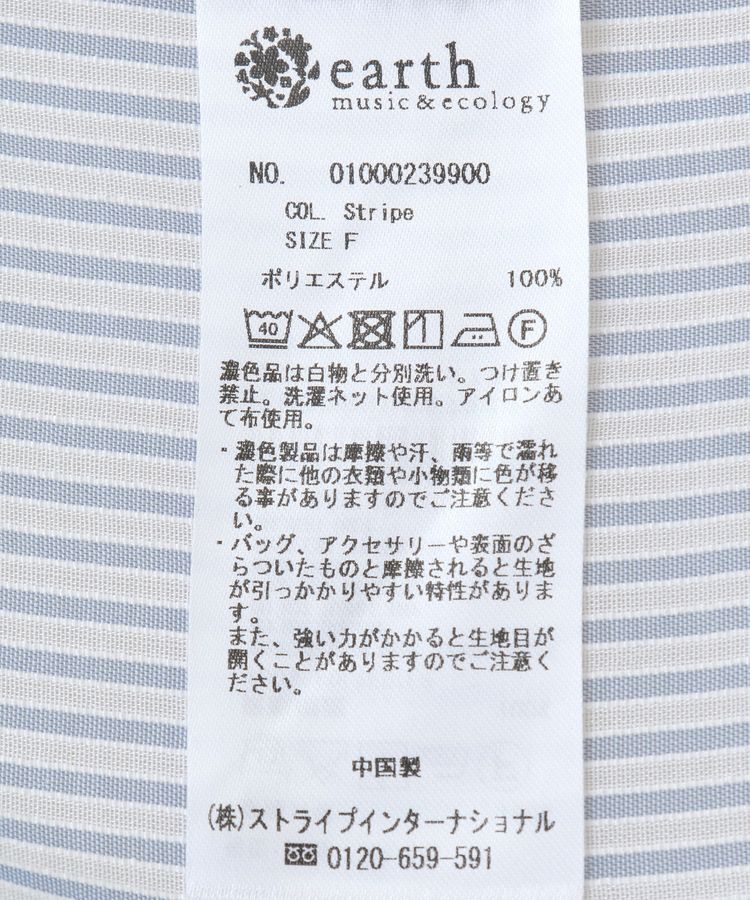 earth
music&ecology
NO. 01000239900
COL. Stripe
SIZE F
ポリエステル 100%
40 F
濃色品は白物と分別洗い。つけ置き
禁止。洗濯ネット使用。アイロンあ
て布使用。
・濃色製品は摩擦や汗、雨等で濡れ
た際に他の衣類や小物類に色が移
る事がありますのでご注意くださ
い。
・バッグ、アクセサリーや表面のざ
らついたものと摩擦されると生地
が引っかかりやすい特性がありま
す。
また、強い力がかかると生地目が
開くことがありますのでご注意く
ださい。
中国製
(株)ストライプインターナショナル
0120-659-591